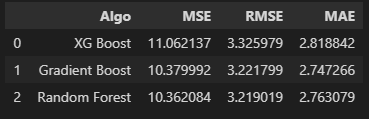 Algo MSE RMSE MAE
0 XG Boost 11.062137 3.325979 2.818842
1 Gradient Boost 10.379992 3.221799 2.747266
2 Random Forest 10.362084 3.219019 2.763079